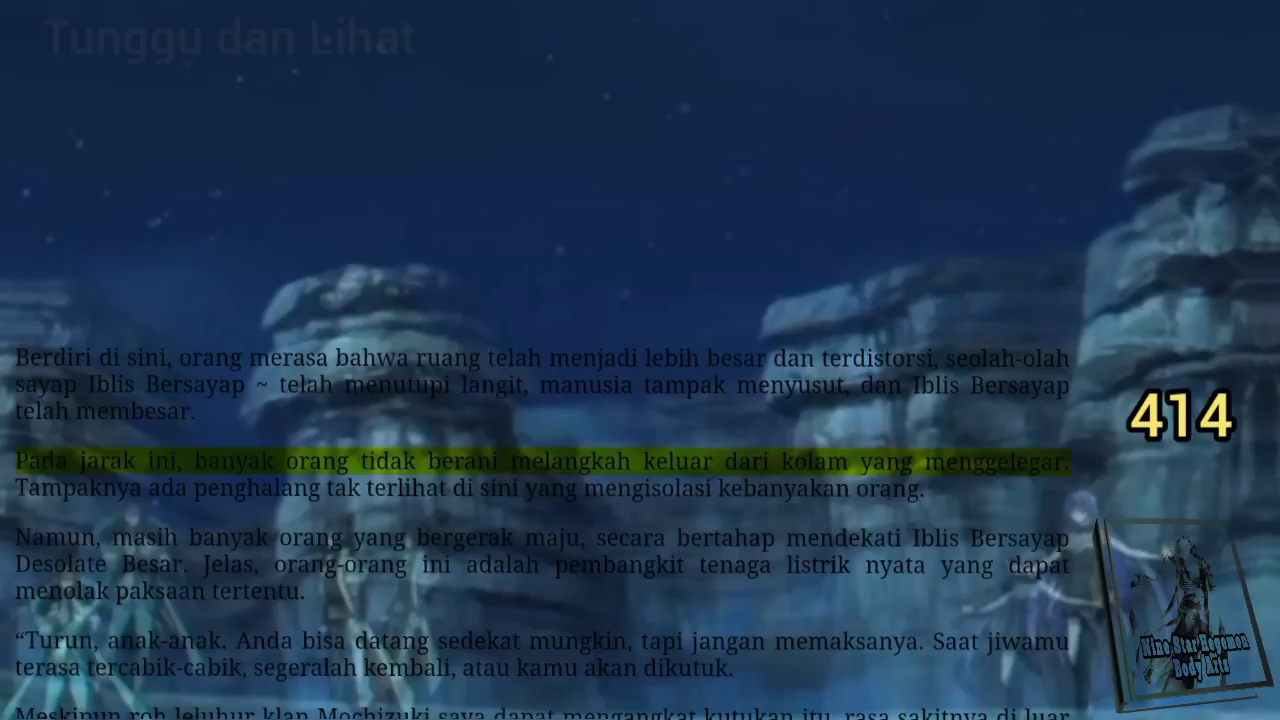 Tunggu dan Lihat
Berdiri di sini, orang merasa bahwa ruang telah menjadi lebih besar dan terdistorsi, seolah-olah
sayap Iblis Bersayap ~ telah menutupi langit, manusia tampak menyusut, dan Iblis Bersayap
telah membesar.
Pada jarak ini, banyak orang tidak berani melangkah keluar dari kolam yang menggelegar.
Tampaknya ada penghalang tak terlihat di sini yang mengisolasi kebanyakan orang.
414
Namun, masih banyak orang yang bergerak maju, secara bertahap mendekati Iblis Bersayap
Desolate Besar. Jelas, orang-orang ini adalah pembangkit tenaga listrik nyata yang dapat
menolak paksaan tertentu.
“Turun, anak-anak. Anda bisa datang sedekat mungkin, tapi jangan memaksanya. Saat jiwamu
terasa tercabik-cabik, segeralah kembali, atau kamu akan dikutuk.
Nine Star Hegemon
Body Arts
Meskipun roh leluhur klan Mochizuki saya dapat mengangkat kutukan itu, rasa sakitnya di luar